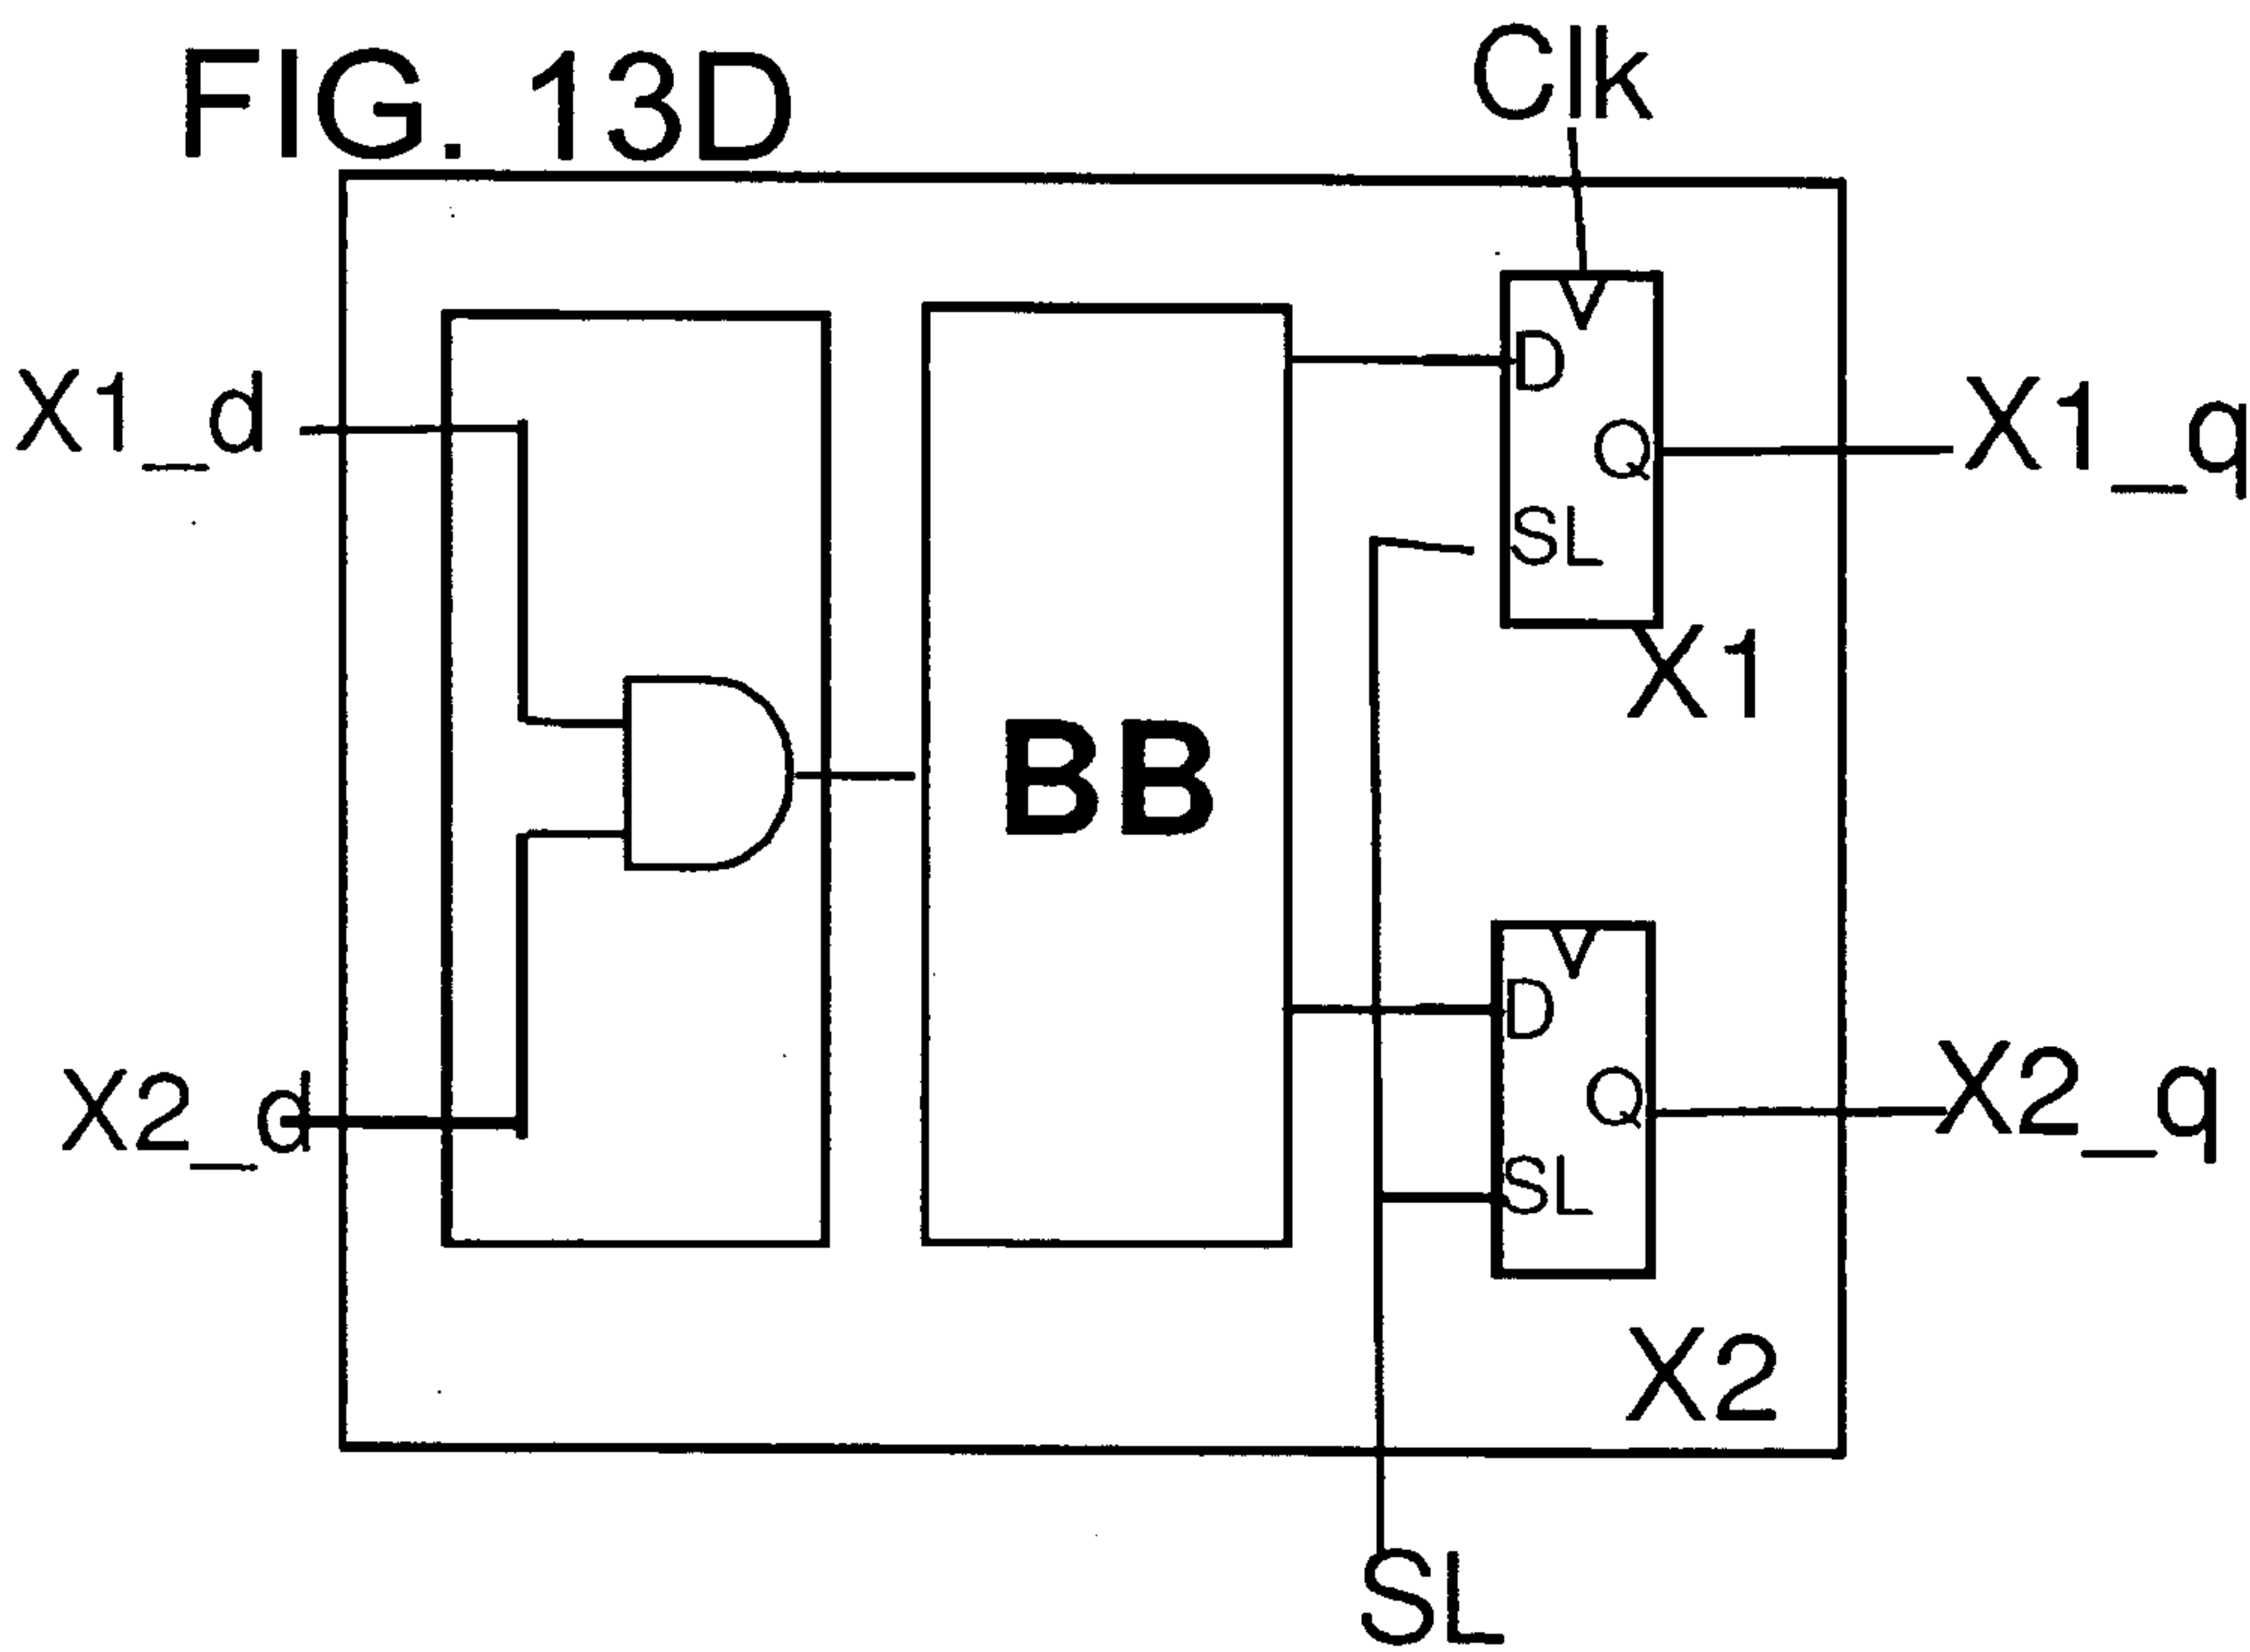 FIG. 13D
Clk
X1_d
D
Q
SL
X1_q
X1
BB
D
Q
SL
X2_d
X2_q
X2
SL